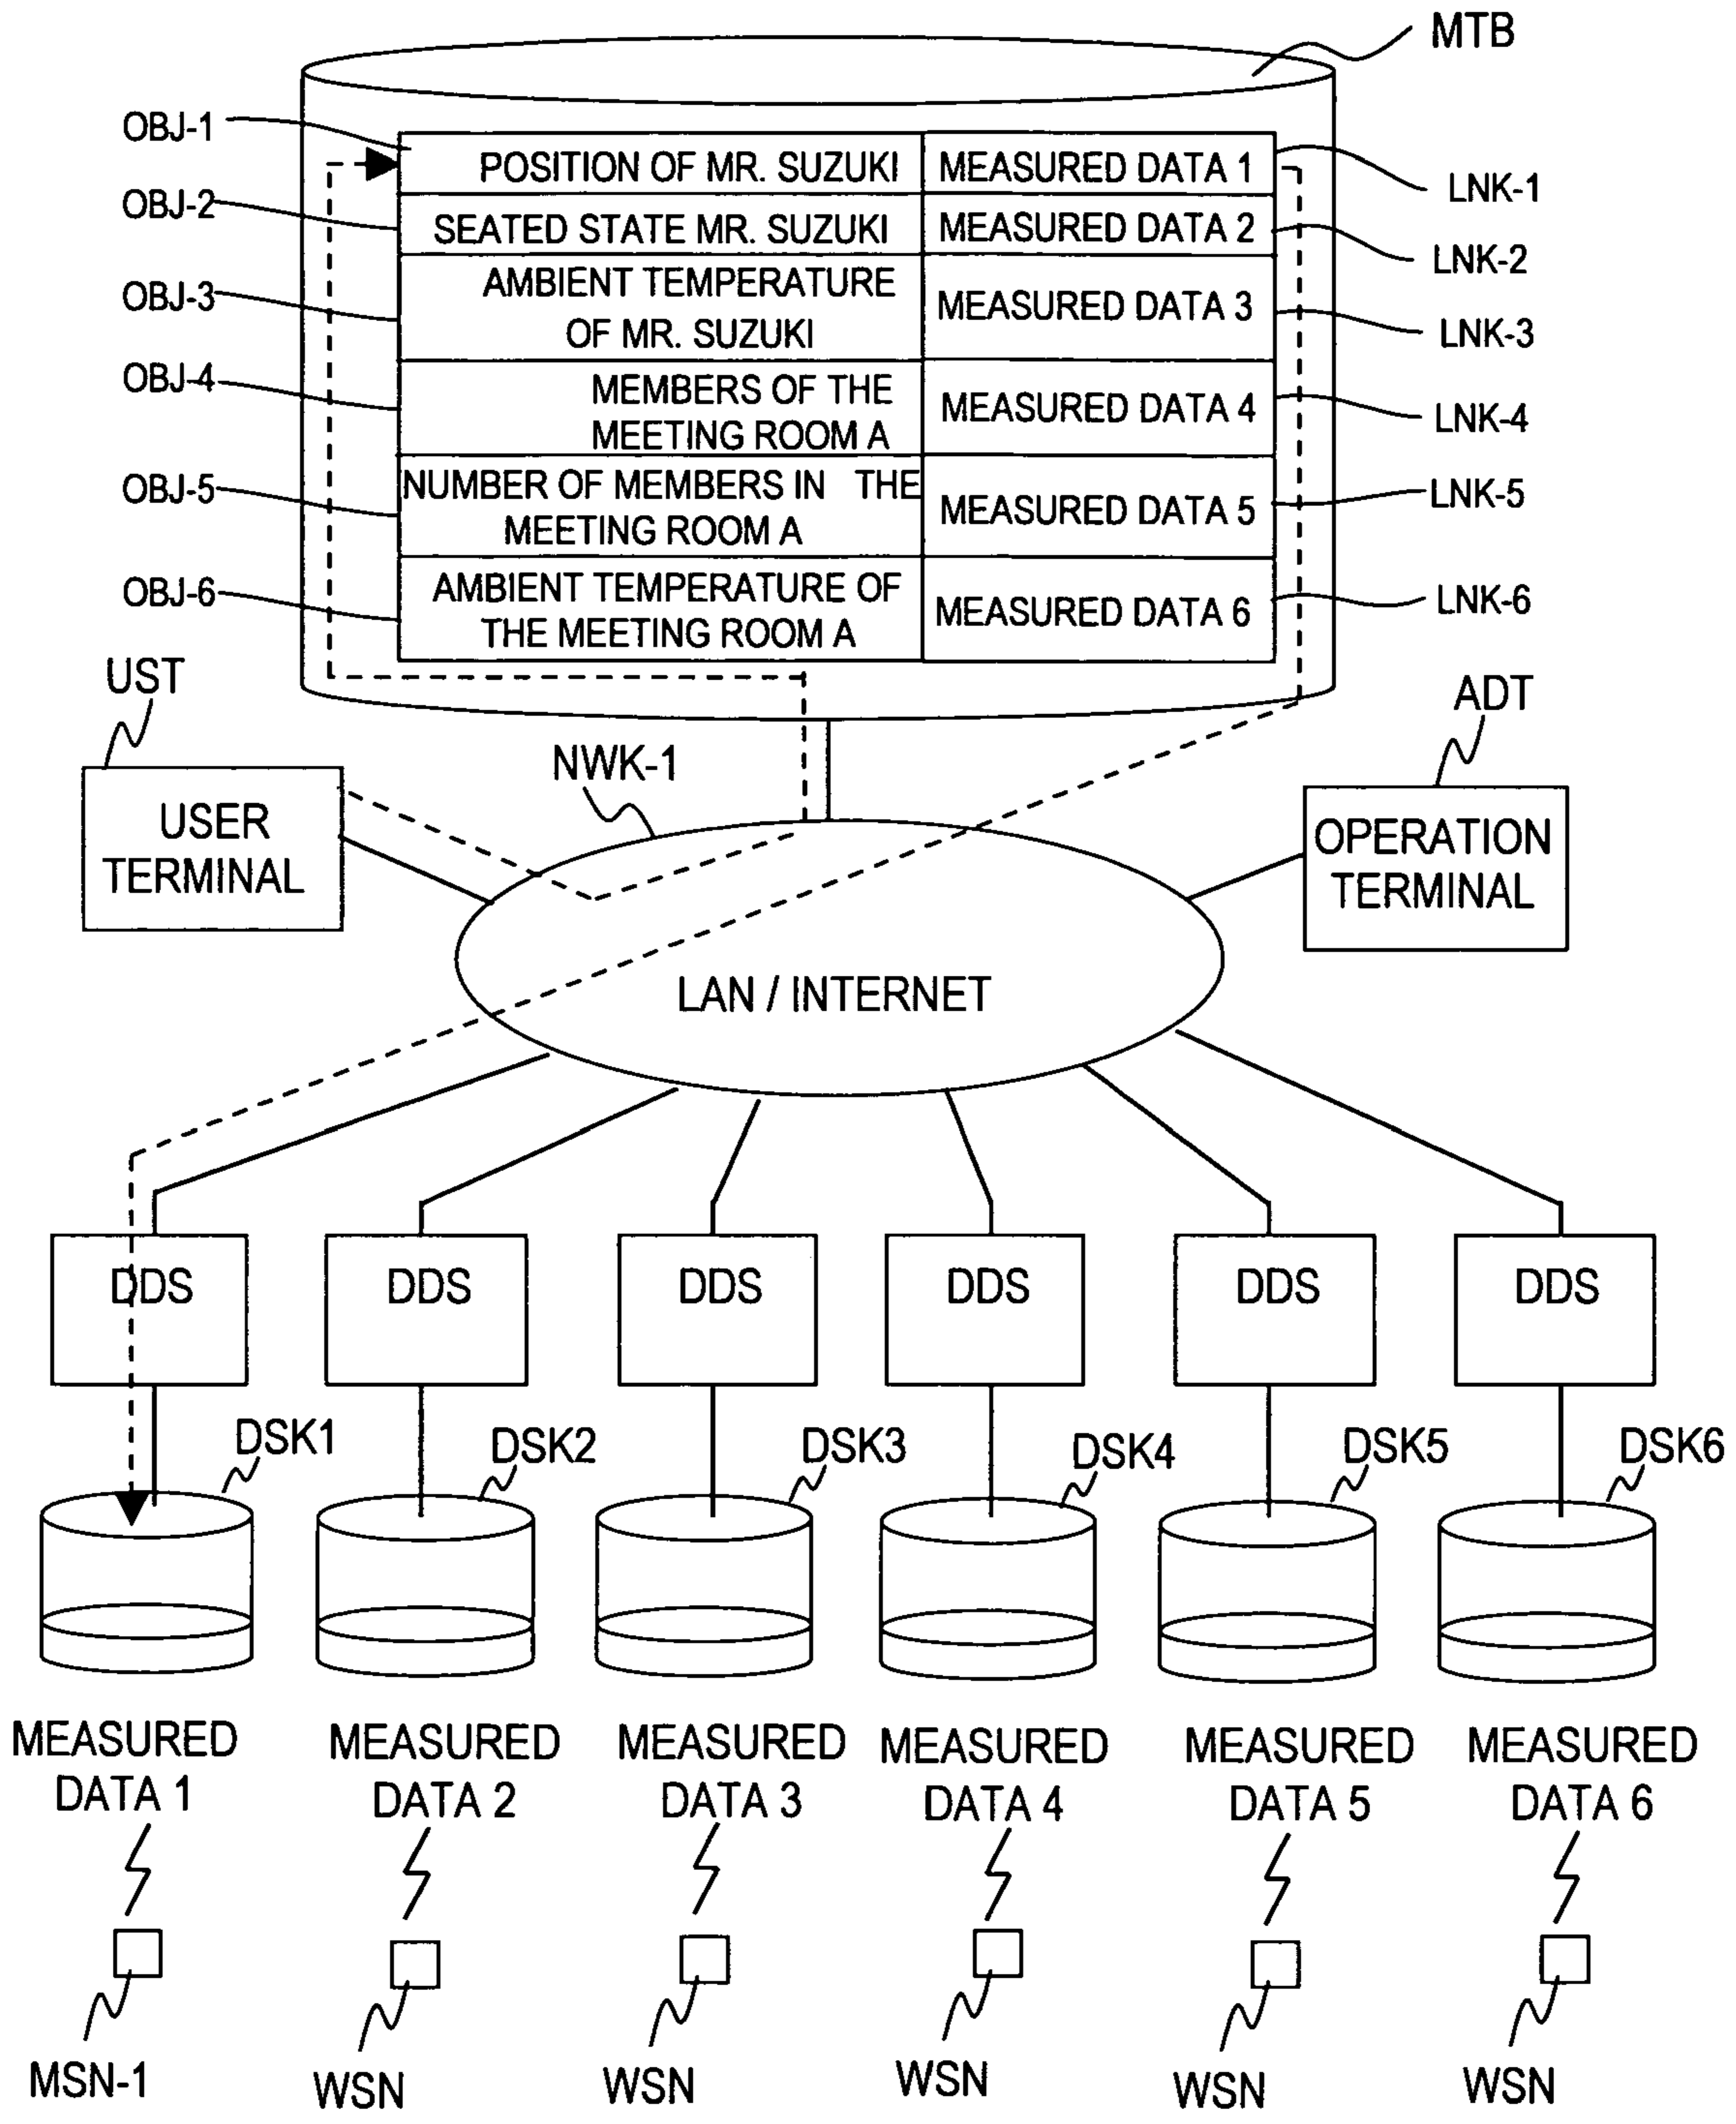 MTB
OBJ-1
POSITION OF MR. SUZUKI
MEASURED DATA 1
LNK-1
OBJ-2
SEATED STATE MR. SUZUKI
MEASURED DATA 2
LNK-2
OBJ-3
AMBIENT TEMPERATURE
OF MR. SUZUKI
MEASURED DATA 3
LNK-3
OBJ-4
MEMBERS OF THE
MEETING ROOM A
MEASURED DATA 4
LNK-4
OBJ-5
NUMBER OF MEMBERS IN THE
MEETING ROOM A
MEASURED DATA 5
LNK-5
OBJ-6
AMBIENT TEMPERATURE OF
THE MEETING ROOM A
MEASURED DATA 6
LNK-6
UST
USER
TERMINAL
NWK-1
ADT
OPERATION
TERMINAL
LAN / INTERNET
DDS
DDS
DDS
DDS
DDS
DDS
DSK1
DSK2
DSK3
DSK4
DSK5
DSK6
MEASURED
DATA 1
MEASURED
DATA 2
MEASURED
DATA 3
MEASURED
DATA 4
MEASURED
DATA 5
MEASURED
DATA 6
MSN-1
WSN
WSN
WSN
WSN
WSN